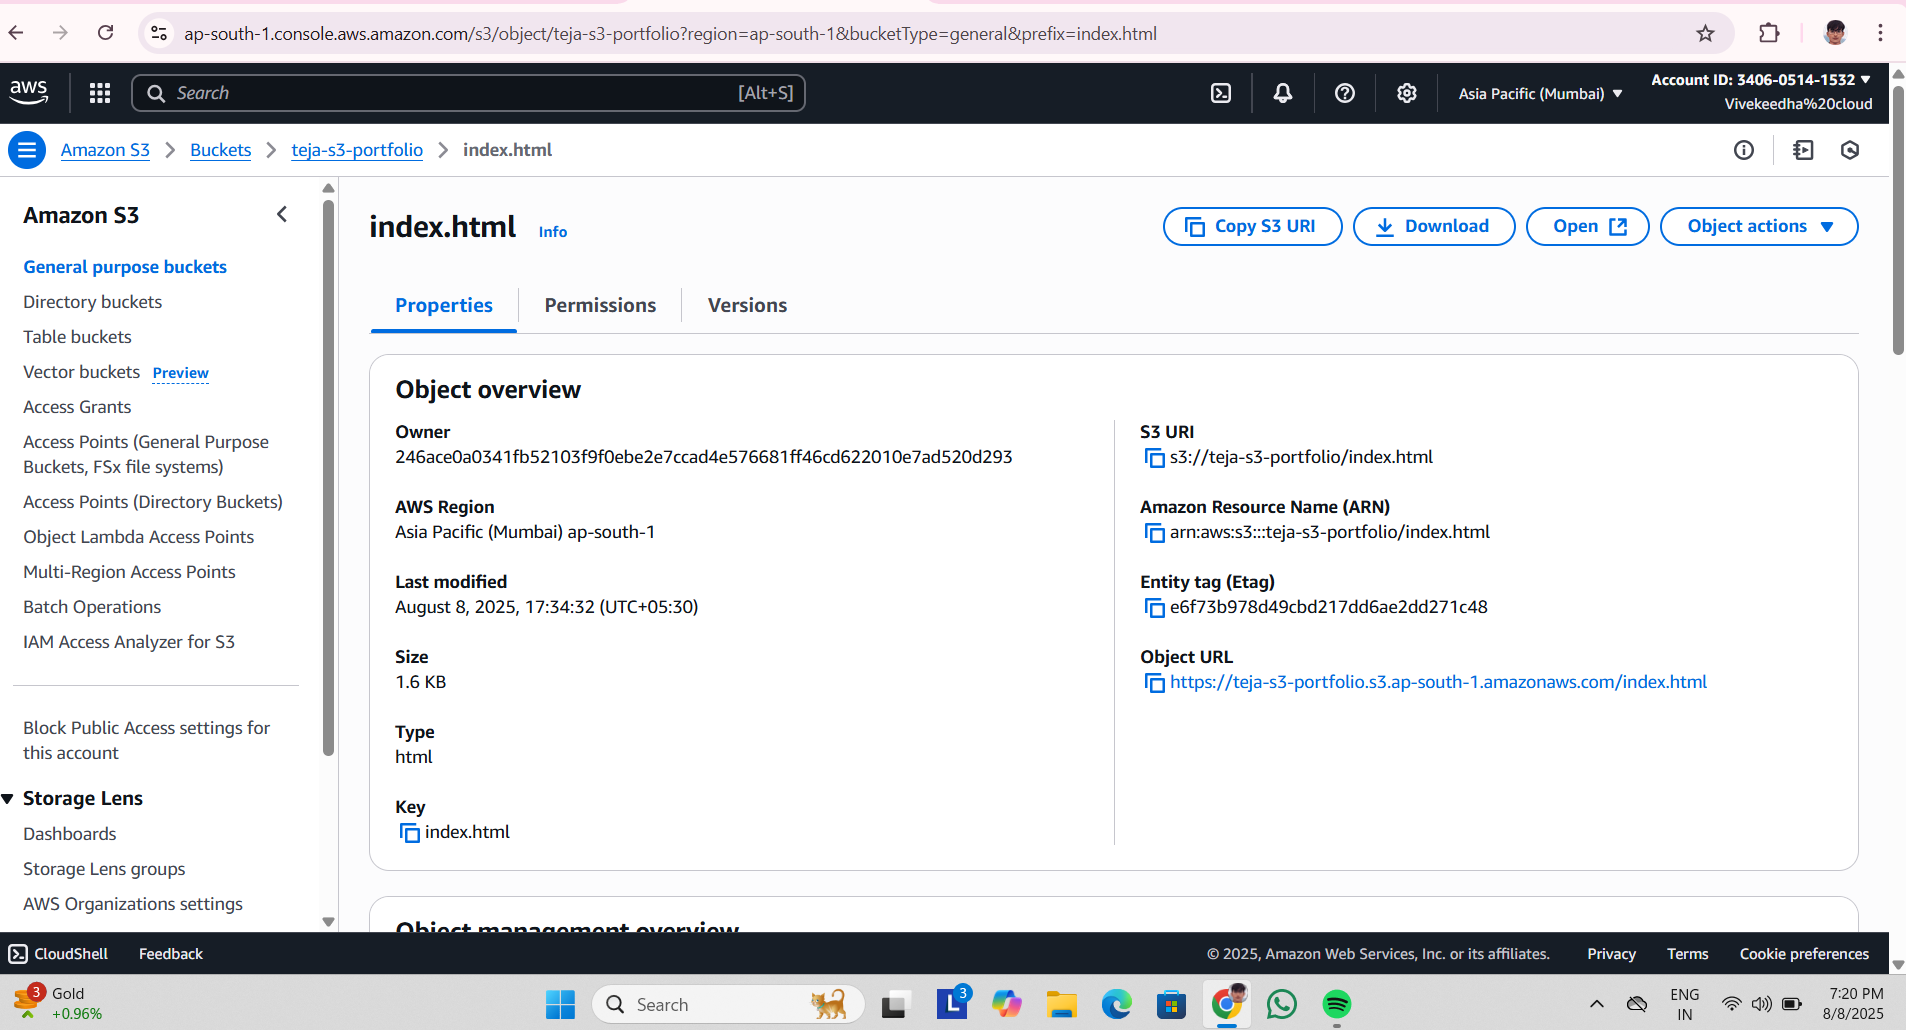 ap-south-1.console.aws.amazon.com/s3/object/teja-s3-portfolio?region=ap-south-1&bucketType=general&prefix=index.html
aws
Search
[Alt+S]
Asia Pacific (Mumbai)
Account ID: 3406-0514-1532
Vivekeedha%20cloud
Amazon S3
Buckets
teja-s3-portfolio
index.html
Amazon S3
General purpose buckets
Directory buckets
Table buckets
Vector buckets Preview
Access Grants
Access Points (General Purpose
Buckets, FSx file systems)
Access Points (Directory Buckets)
Object Lambda Access Points
Multi-Region Access Points
Batch Operations
IAM Access Analyzer for S3
Block Public Access settings for
this account
Storage Lens
Dashboards
Storage Lens groups
AWS Organizations settings
index.html Info
Copy S3 URI
Download
Open
Object actions
Properties
Permissions
Versions
Object overview
Owner
246ace0a0341fb52103f9f0ebe2e7ccad4e576681ff46cd622010e7ad520d293
AWS Region
Asia Pacific (Mumbai) ap-south-1
Last modified
August 8, 2025, 17:34:32 (UTC+05:30)
Size
1.6 KB
Type
html
Key
index.html
S3 URI
s3://teja-s3-portfolio/index.html
Amazon Resource Name (ARN)
arn:aws:s3:::teja-s3-portfolio/index.html
Entity tag (Etag)
e6f73b978d49cbd217dd6ae2dd271c48
Object URL
https://teja-s3-portfolio.s3.ap-south-1.amazonaws.com/index.html
Object management overview
CloudShell
Feedback
© 2025, Amazon Web Services, Inc. or its affiliates.
Privacy
Terms
Cookie preferences
3
Gold
+0.96%
Search
L
3
ENG
IN
7:20 PM
8/8/2025